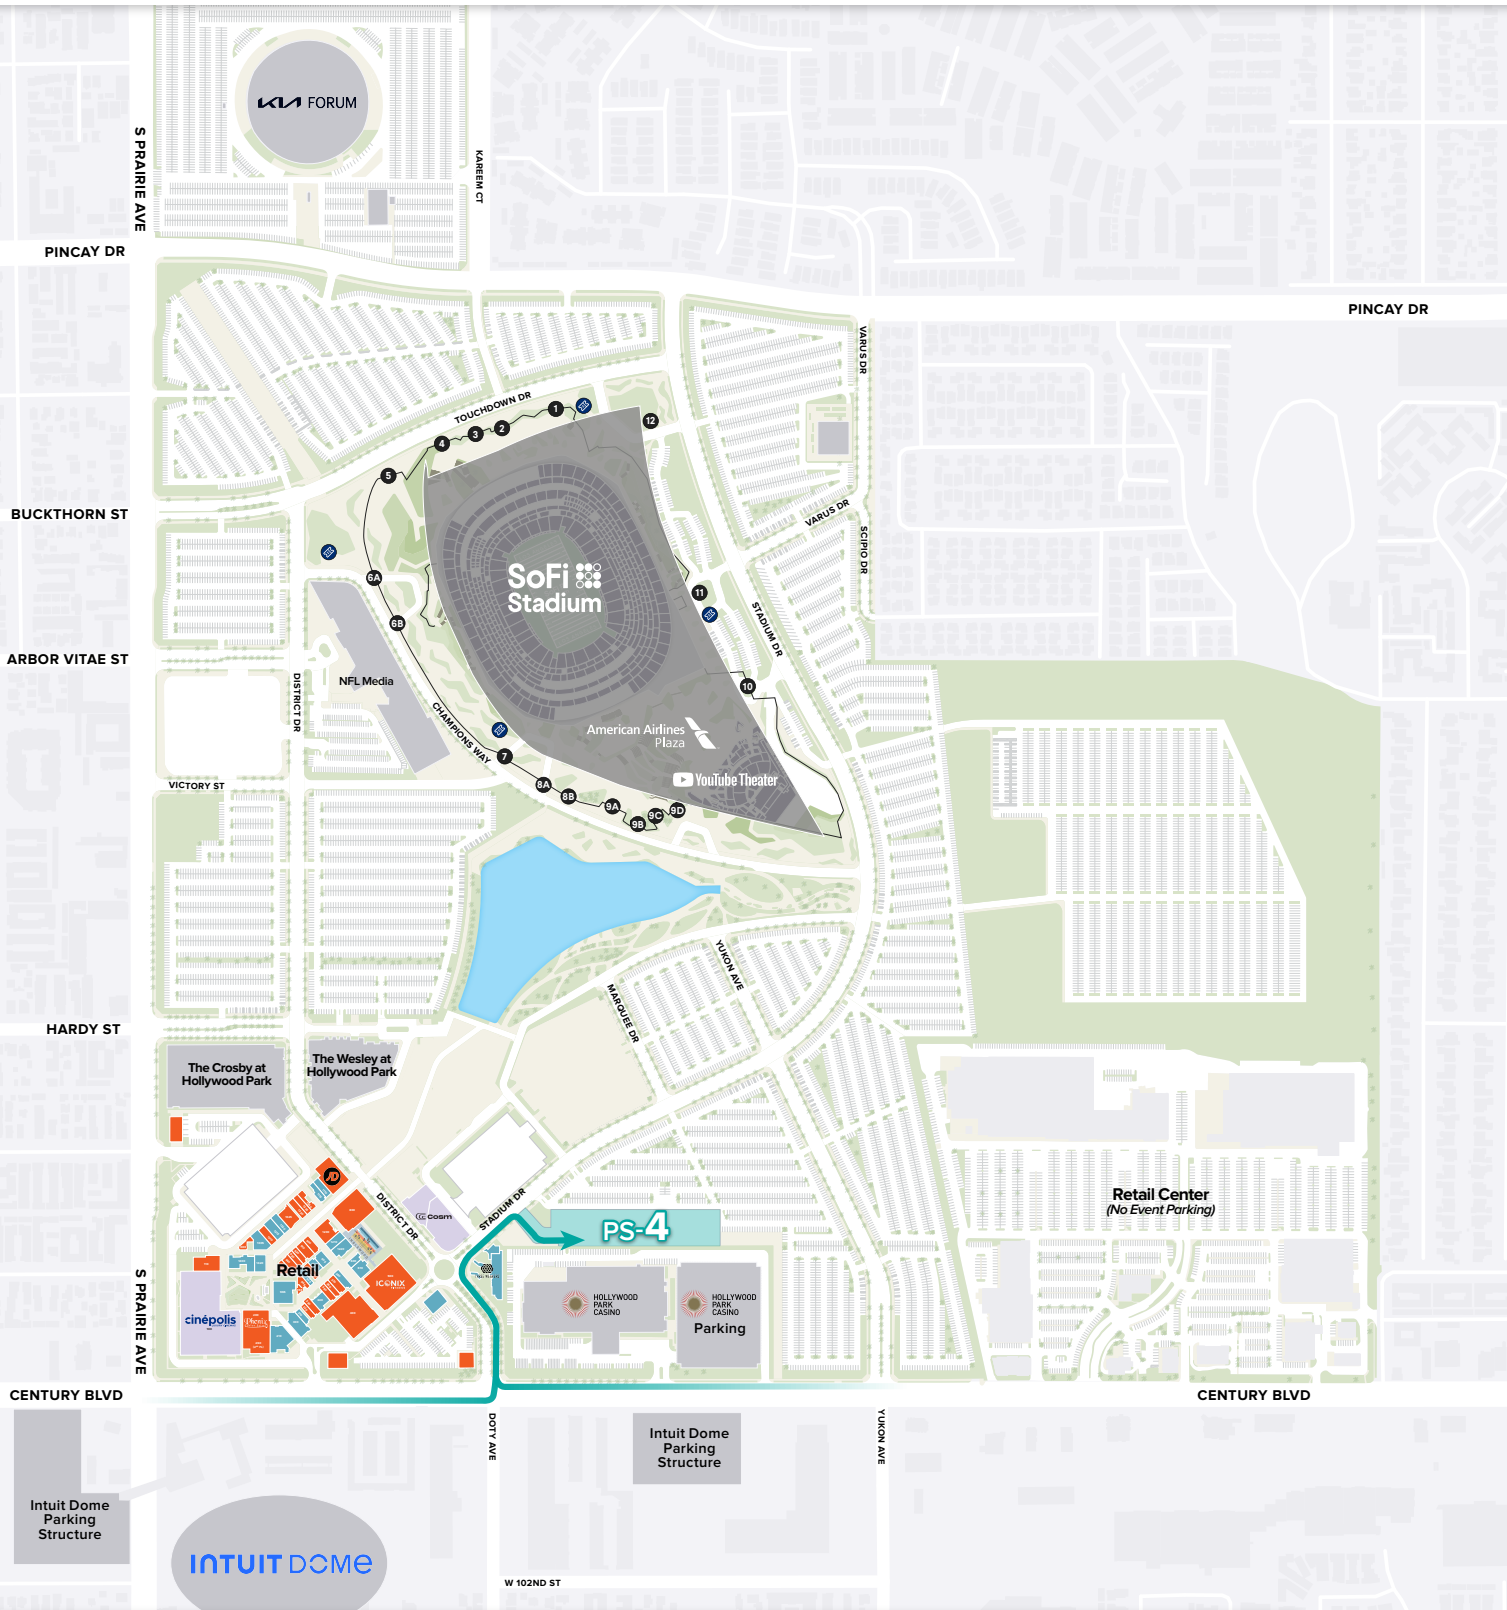 KIA FORUM
S PRAIRIE AVE
KAREEM CT
PINCAY DR
PINCAY DR
VARUS DR
TOUCHDOWN DR
1
2
3
4
5
12
BUCKTHORN ST
VARUS DR
SCIPIO DR
SoFi
Stadium
6A
6B
11
STADIUM DR
ARBOR VITAE ST
NFL Media
DISTRICT DR
CHAMPIONS WAY
10
American Airlines
Plaza
7
YouTube Theater
VICTORY ST
8A
8B
9A
9B
9C
9D
YUKON AVE
MARQUEE DR
HARDY ST
The Crosby at
Hollywood Park
The Wesley at
Hollywood Park
JD
DISTRICT DR
Cosm
STADIUM DR
PS-4
Retail Center
(No Event Parking)
Retail
ICONIX
cinépolis
Phenix
HOLLYWOOD
PARK
CASINO
HOLLYWOOD
PARK
CASINO
Parking
S PRAIRIE AVE
CENTURY BLVD
CENTURY BLVD
DOTY AVE
YUKON AVE
Intuit Dome
Parking
Structure
Intuit Dome
Parking
Structure
INTUIT DOME
W 102ND ST